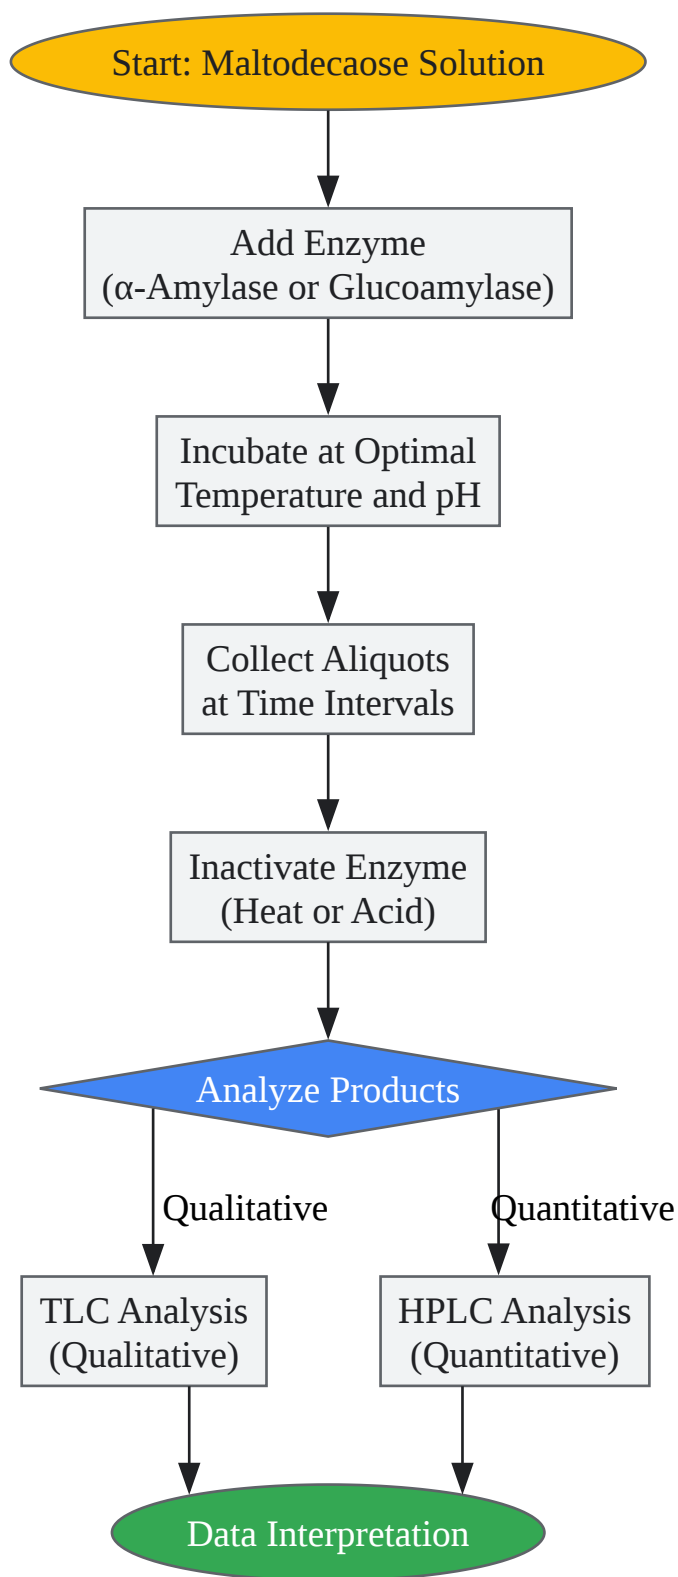 Start: Maltodecaose Solution
Add Enzyme
(α-Amylase or Glucoamylase)
Incubate at Optimal
Temperature and pH
Collect Aliquots
at Time Intervals
Inactivate Enzyme
(Heat or Acid)
Analyze Products
Qualitative
Quantitative
TLC Analysis
(Qualitative)
HPLC Analysis
(Quantitative)
Data Interpretation